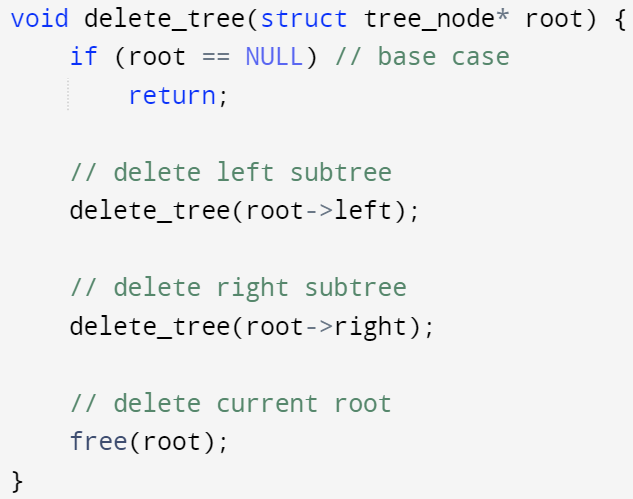 void delete_tree(struct tree_node* root) {
    if (root == NULL) // base case
        return;

    // delete left subtree
    delete_tree(root->left);

    // delete right subtree
    delete_tree(root->right);

    // delete current root
    free(root);
}